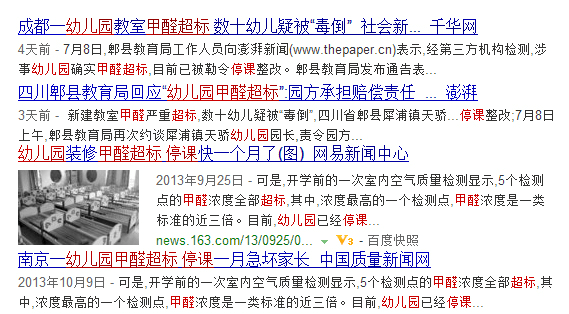 成都一幼儿园教室甲醛超标 数十幼儿疑被“毒倒” 社会新... 千华网
4天前 - 7月8日,郫县教育局工作人员向澎湃新闻(www.thepaper.cn)表示,经第三方机构检测,涉
事幼儿园确实甲醛超标,目前已被勒令停课整改。郫县教育局发布通告表...
四川郫县教育局回应“幼儿园甲醛超标”:园方承担赔偿责任 ... 澎湃
3天前 - 新建教室甲醛严重超标,数十幼儿疑被“毒倒”,四川省郫县犀浦镇天骄...停课整改;7月8日
上午,郫县教育局再次约谈犀浦镇天骄幼儿园园长,责令园方...
幼儿园装修甲醛超标 停课快一个月了(图) 网易新闻中心
2013年9月25日 - 可是,开学前的一次室内空气质量检测显示,5个检测
点的甲醛浓度全部超标,其中,浓度最高的一个检测点,甲醛浓度是一类
标准的近三倍。目前,幼儿园已经停课...
news.163.com/13/0925/0... V3 - 百度快照
南京一幼儿园甲醛超标 停课一月急坏家长 中国质量新闻网
2013年10月9日 - 可是,开学前的一次室内空气质量检测显示,5个检测点的甲醛浓度全部超标,其
中,浓度最高的一个检测点,甲醛浓度是一类标准的近三倍。目前,幼儿园已经停课...